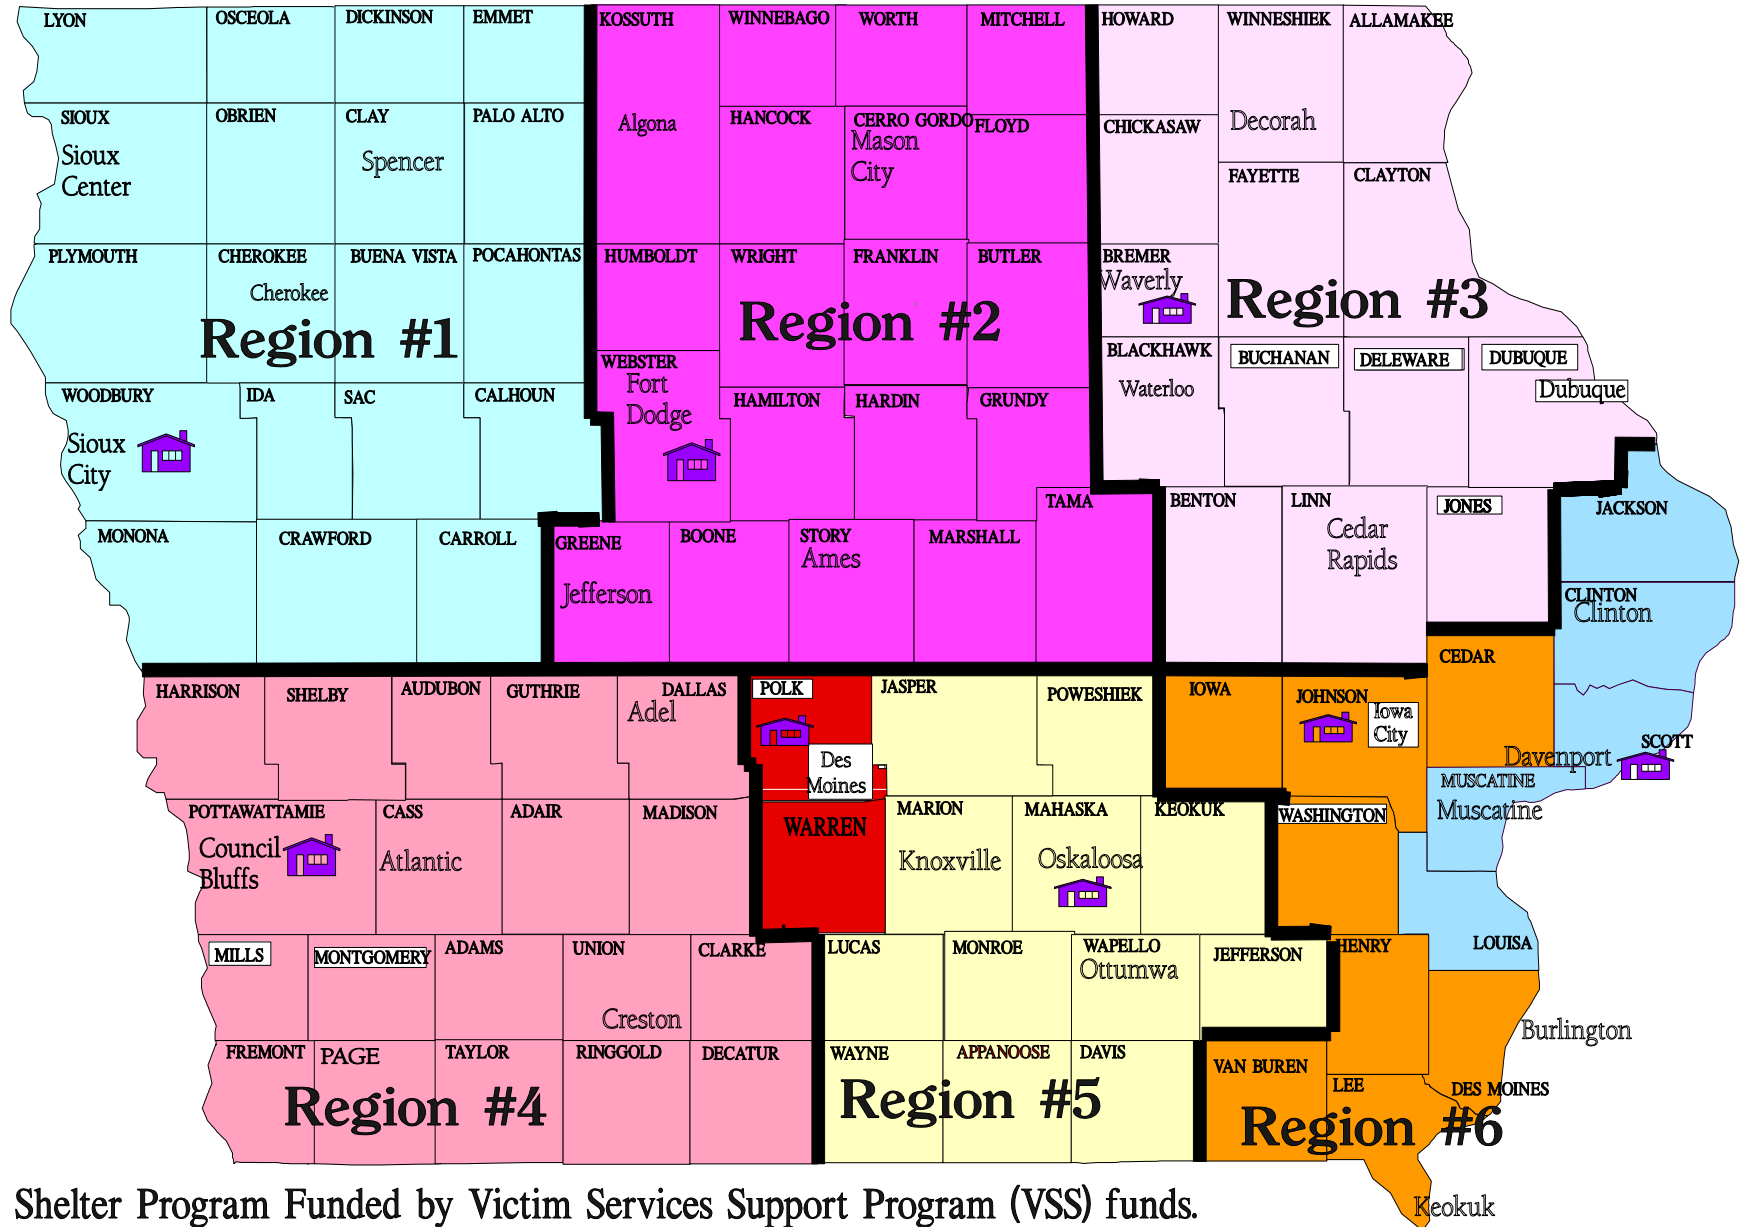 LYON
OSCEOLA
DICKINSON
EMMET
KOSSUTH
WINNEBAGO
WORTH
MITCHELL
HOWARD
WINNESHIEK
ALLAMAKEE
SIOUX
Sioux
Center
OBRIEN
CLAY
Spencer
PALO ALTO
Algona
HANCOCK
CERRO GORDO
Mason
City
FLOYD
CHICKASAW
Decorah
FAYETTE
CLAYTON
PLYMOUTH
CHEROKEE
Cherokee
BUENA VISTA
POCAHONTAS
HUMBOLDT
WRIGHT
FRANKLIN
BUTLER
BREMER
Waverly
Region #1
Region #2
Region #3
WOODBURY
Sioux
City
IDA
SAC
CALHOUN
WEBSTER
Fort
Dodge
HAMILTON
HARDIN
GRUNDY
BLACKHAWK
Waterloo
BUCHANAN
DELEWARE
DUBUQUE
Dubuque
MONONA
CRAWFORD
CARROLL
GREENE
Jefferson
BOONE
STORY
Ames
MARSHALL
TAMA
BENTON
LINN
Cedar
Rapids
JONES
JACKSON
CLINTON
Clinton
HARRISON
SHELBY
AUDUBON
GUTHRIE
DALLAS
Adel
POLK
Des
Moines
JASPER
POWESHIEK
IOWA
JOHNSON
Iowa
City
CEDAR
SCOTT
Davenport
MUSCATINE
Muscatine
POTTAWATTAMIE
Council
Bluffs
CASS
Atlantic
ADAIR
MADISON
WARREN
MARION
Knoxville
MAHASKA
Oskaloosa
KEOKUK
WASHINGTON
LOUISA
MILLS
MONTGOMERY
ADAMS
UNION
Creston
CLARKE
LUCAS
MONROE
WAPELLO
Ottumwa
JEFFERSON
HENRY
Burlington
FREMONT
PAGE
TAYLOR
RINGGOLD
DECATUR
WAYNE
APPANOOSE
DAVIS
VAN BUREN
LEE
DES MOINES
Region #4
Region #5
Region #6
Keokuk
Shelter Program Funded by Victim Services Support Program (VSS) funds.